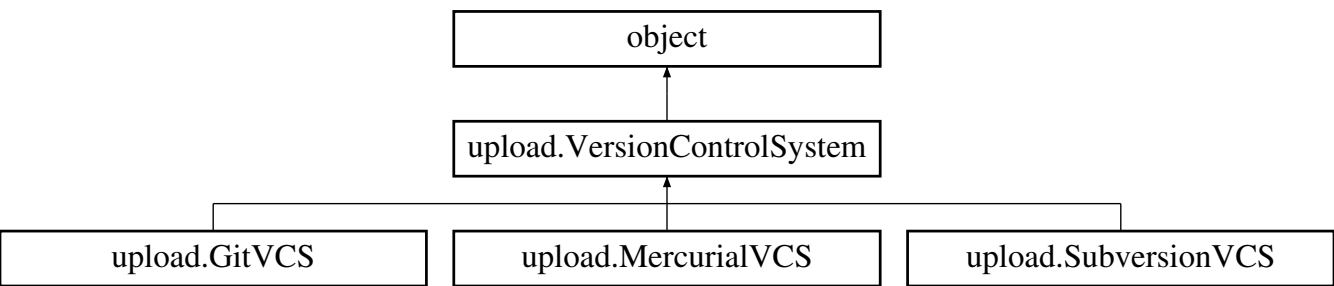 object
upload.VersionControlSystem
upload.GitVCS
upload.MercurialVCS
upload.SubversionVCS